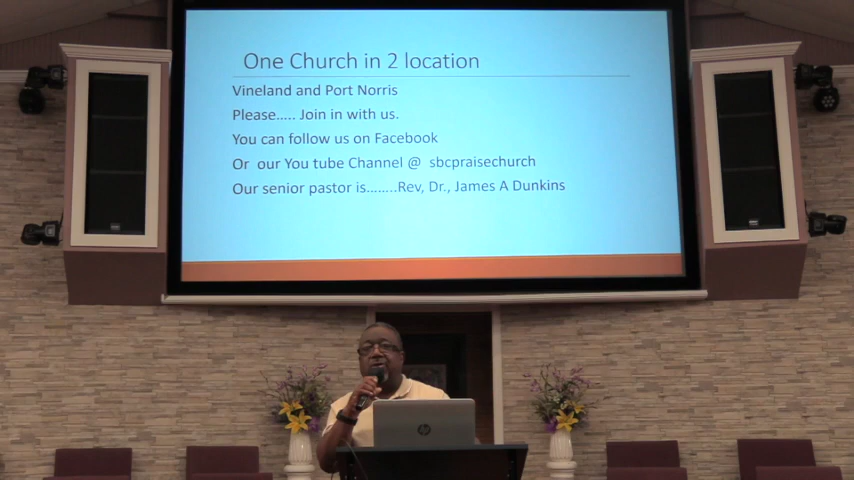 One Church in 2 location
Vineland and Port Norris
Please..... Join in with us.
You can follow us on Facebook
Or  our You tube Channel @  sbcpraisechurch
Our senior pastor is........Rev, Dr., James A Dunkins
hp